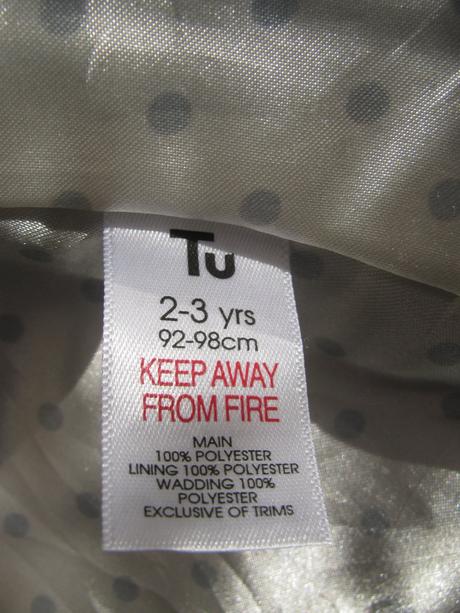 Tu
2-3 yrs
92-98cm
KEEP AWAY
FROM FIRE
MAIN
100% POLYESTER
LINING 100% POLYESTER
WADDING 100%
POLYESTER
EXCLUSIVE OF TRIMS